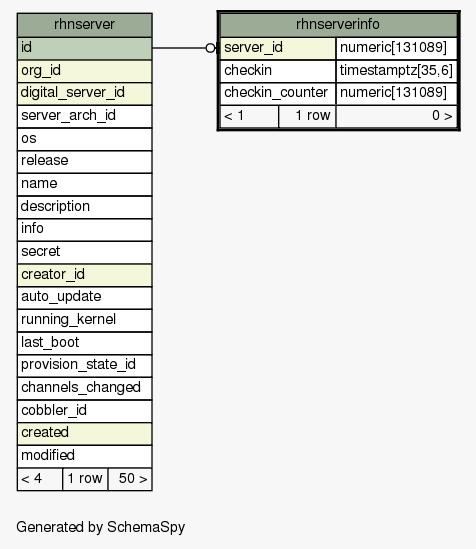 rhnserver
id
org_id
digital_server_id
server_arch_id
os
release
name
description
info
secret
creator_id
auto_update
running_kernel
last_boot
provision_state_id
channels_changed
cobbler_id
created
modified
< 4 1 row 50 >
rhnserverinfo
server_id numeric[131089]
checkin timestamptz[35,6]
checkin_counter numeric[131089]
< 1 1 row 0 >
Generated by SchemaSpy